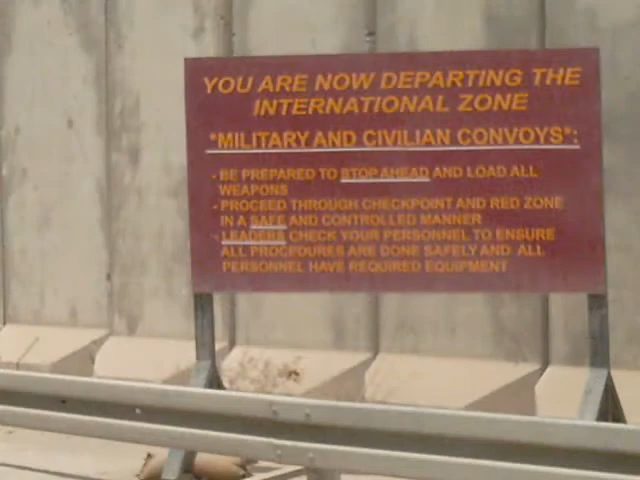 YOU ARE NOW DEPARTING THE
INTERNATIONAL ZONE
*MILITARY AND CIVILIAN CONVOYS*:
- BE PREPARED TO STOP AHEAD AND LOAD ALL
WEAPONS
- PROCEED THROUGH CHECKPOINT AND RED ZONE
IN A SAFE AND CONTROLLED MANNER
- LEADERS CHECK YOUR PERSONNEL TO ENSURE
ALL PROCEDURES ARE DONE SAFELY AND ALL
PERSONNEL HAVE REQUIRED EQUIPMENT